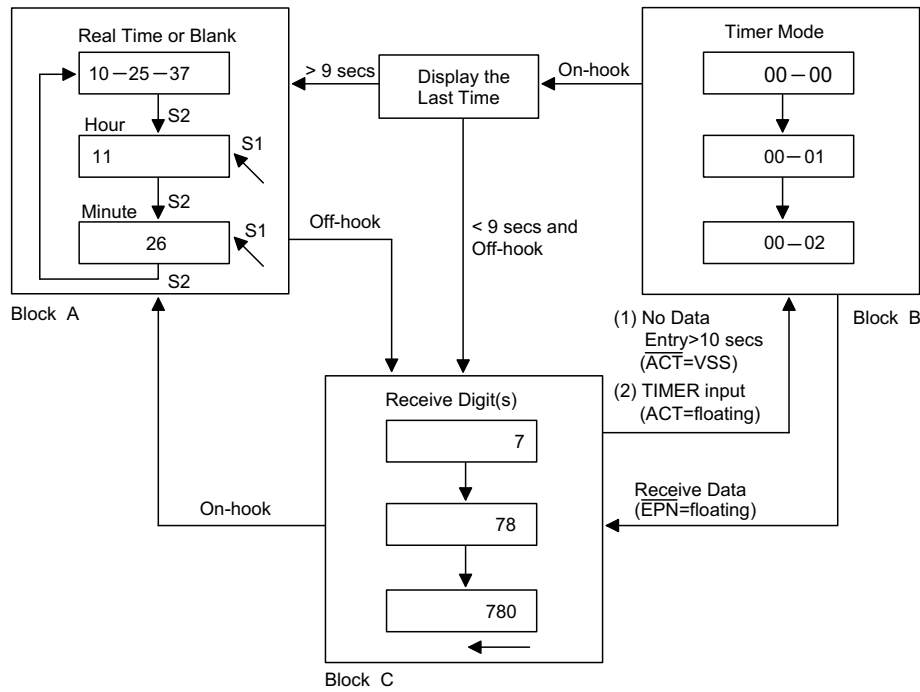 Real Time or Blank
10–25–37
S2
Hour
11
S1
S2
Minute
26
S1
S2
Block A
> 9 secs
Display the
Last Time
On-hook
Timer Mode
00–00
00–01
00–02
Block B
Off-hook
< 9 secs and
Off-hook
(1) No Data
Entry>10 secs
(A̅C̅T̅=VSS)
(2) TIMER input
(ACT=floating)
Receive Digit(s)
7
78
780
Block C
On-hook
Receive Data
(E̅P̅N̅=floating)